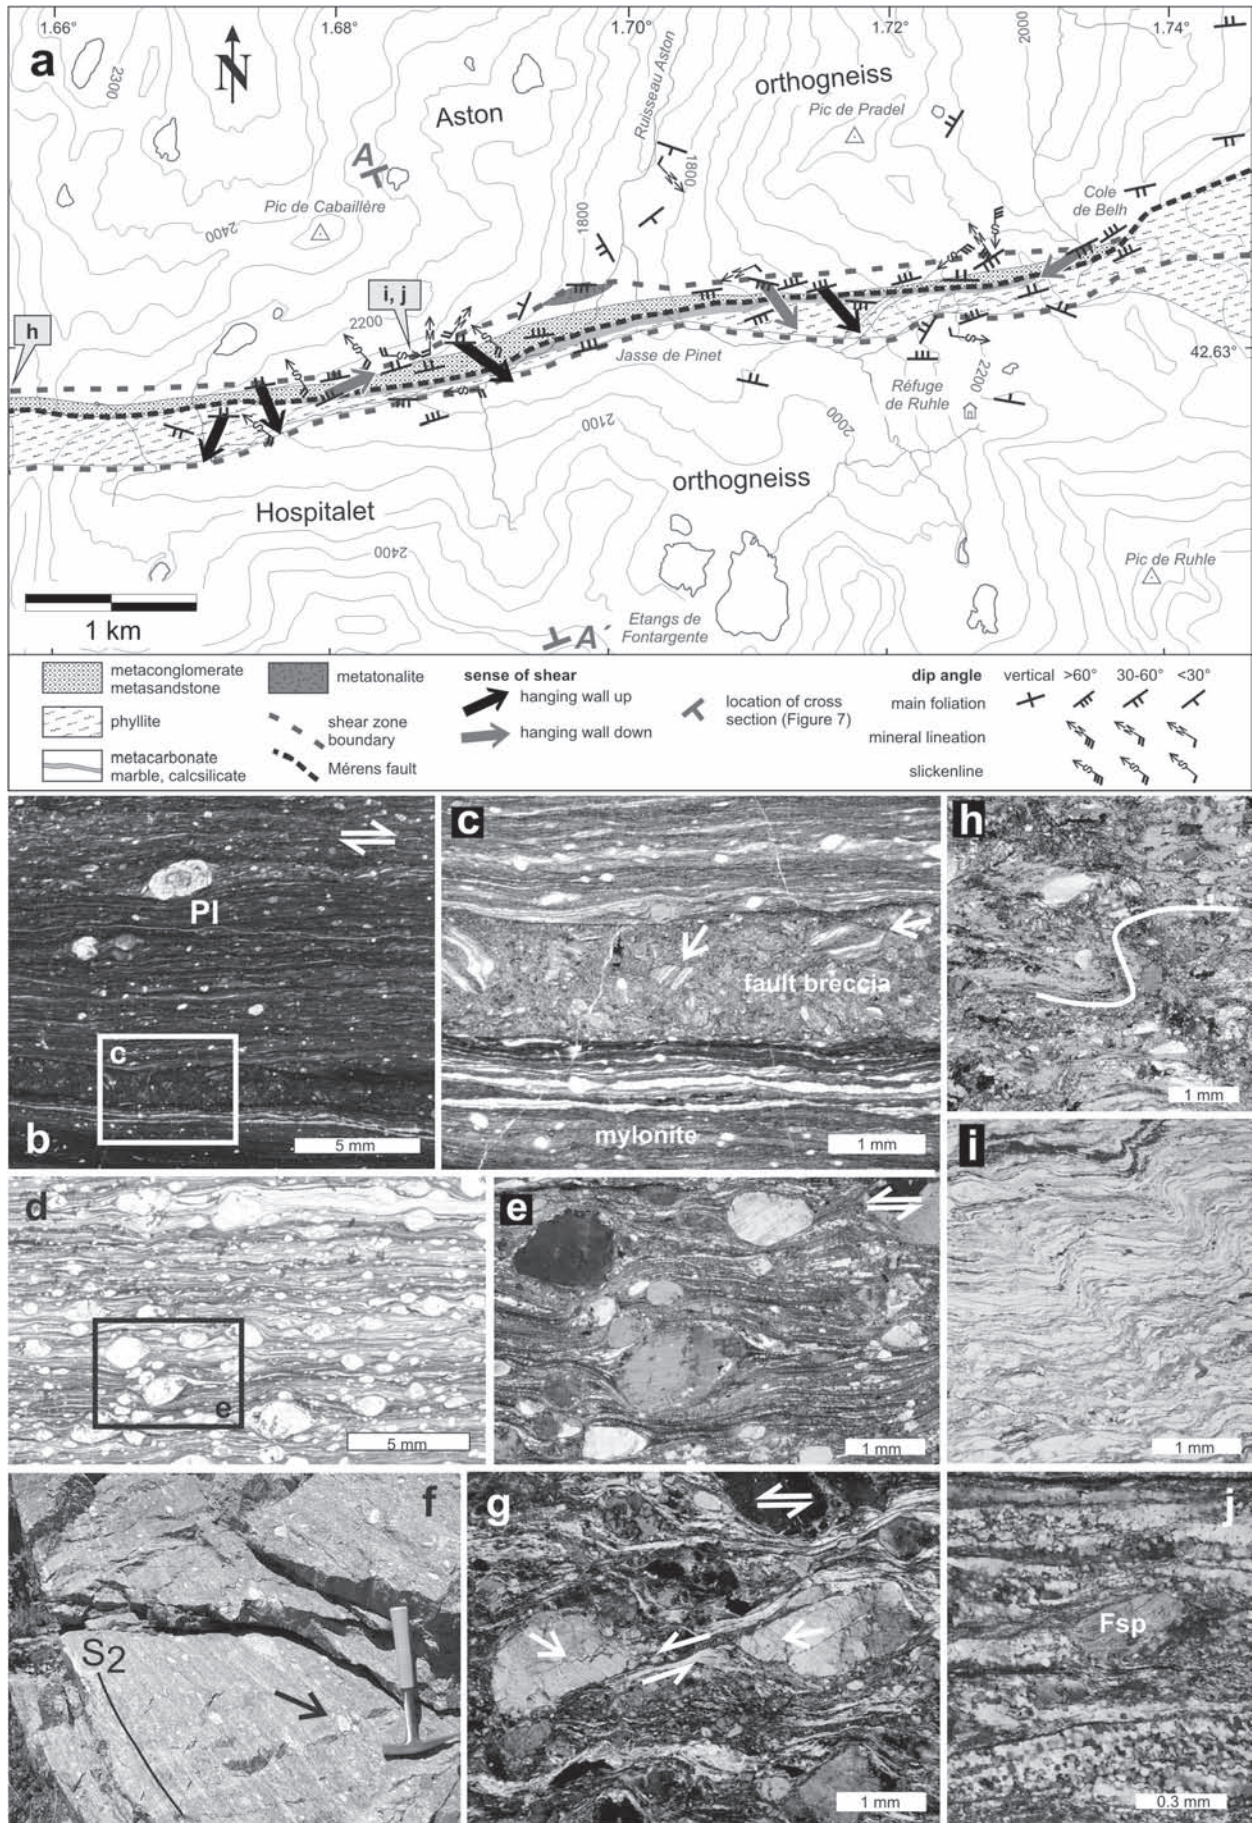 1.66°
1.68°
1.70°
1.72°
1.74°
a
N
2300
2000
Ruisseau Aston
orthogneiss
Pic de Pradel
Aston
A
1800
Pic de Cabaillère
2400
1800
Cole
de Belh
M
S
i, j
h
2200
42.63°
Jasse de Pinet
Réfuge
de Ruhle
2200
2100
2000
orthogneiss
Hospitalet
2400
Pic de Ruhle
1 km
Etangs de
Fontargente
A´
metaconglomerate
metasandstone
phyllite
metacarbonate
marble, calcsilicate
metatonalite
shear zone
boundary
Mérens fault
sense of shear
hanging wall up
hanging wall down
location of cross
section (Figure 7)
dip angle vertical >60° 30-60° <30°
main foliation
mineral lineation M M M
slickenline S S S
Pl
c
b
5 mm
c
fault breccia
mylonite
1 mm
h
1 mm
i
1 mm
d
e
5 mm
e
1 mm
f
S2
g
1 mm
j
Fsp
0.3 mm